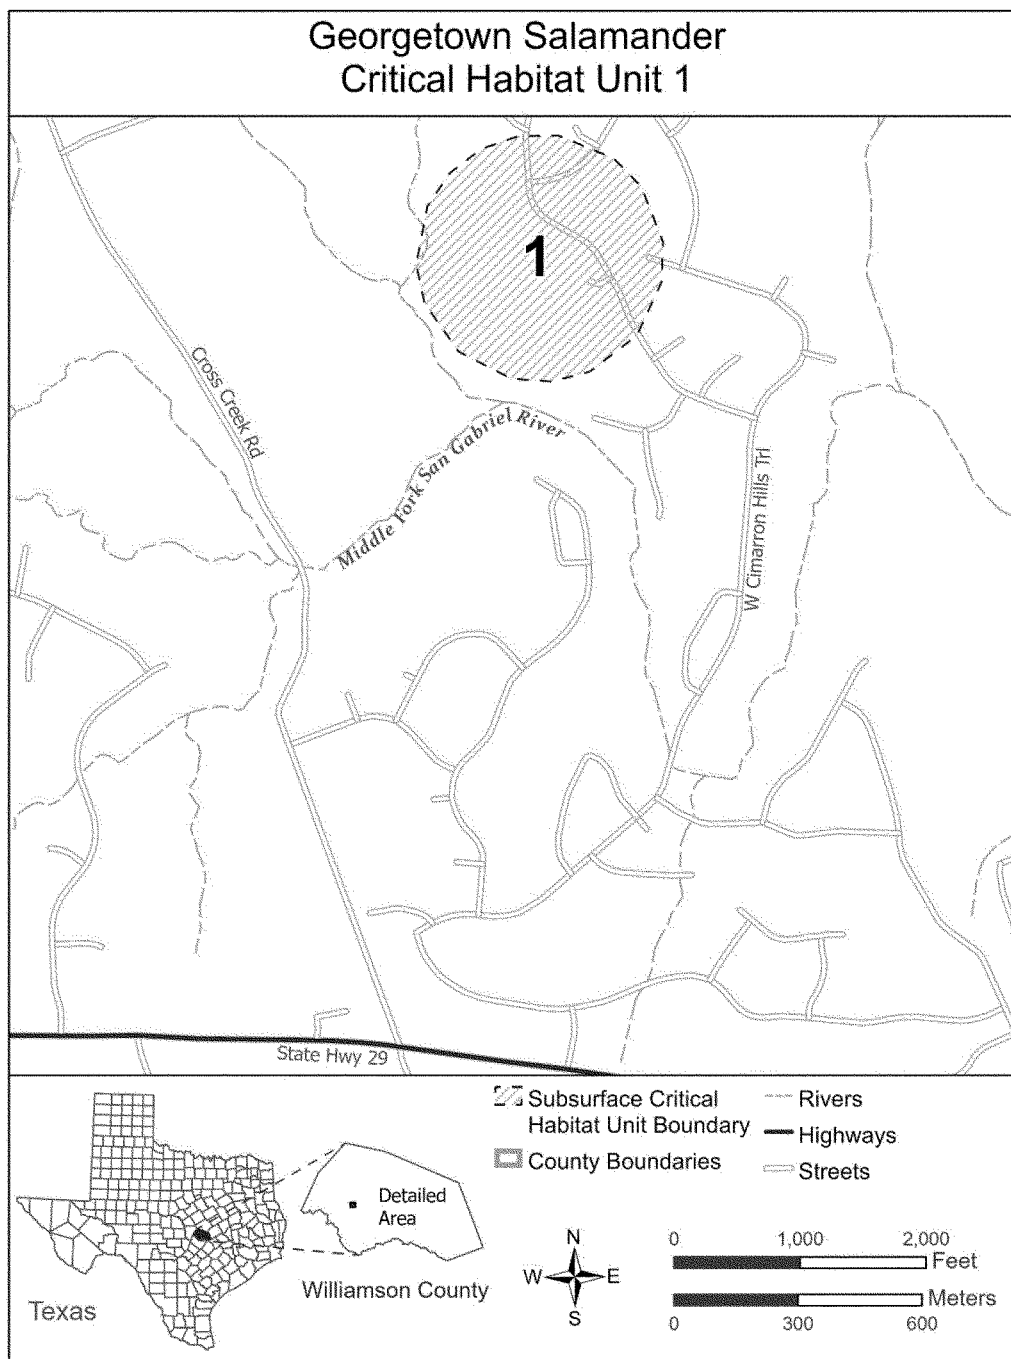 Georgetown Salamander
Critical Habitat Unit 1
1
Cross Creek Rd
Middle Fork San Gabriel River
W Cimarron Hills Trl
State Hwy 29
Subsurface Critical
Habitat Unit Boundary
County Boundaries
Rivers
Highways
Streets
Detailed
Area
Williamson County
Texas
N
W
E
S
0 1,000 2,000
Feet
Meters
0 300 600